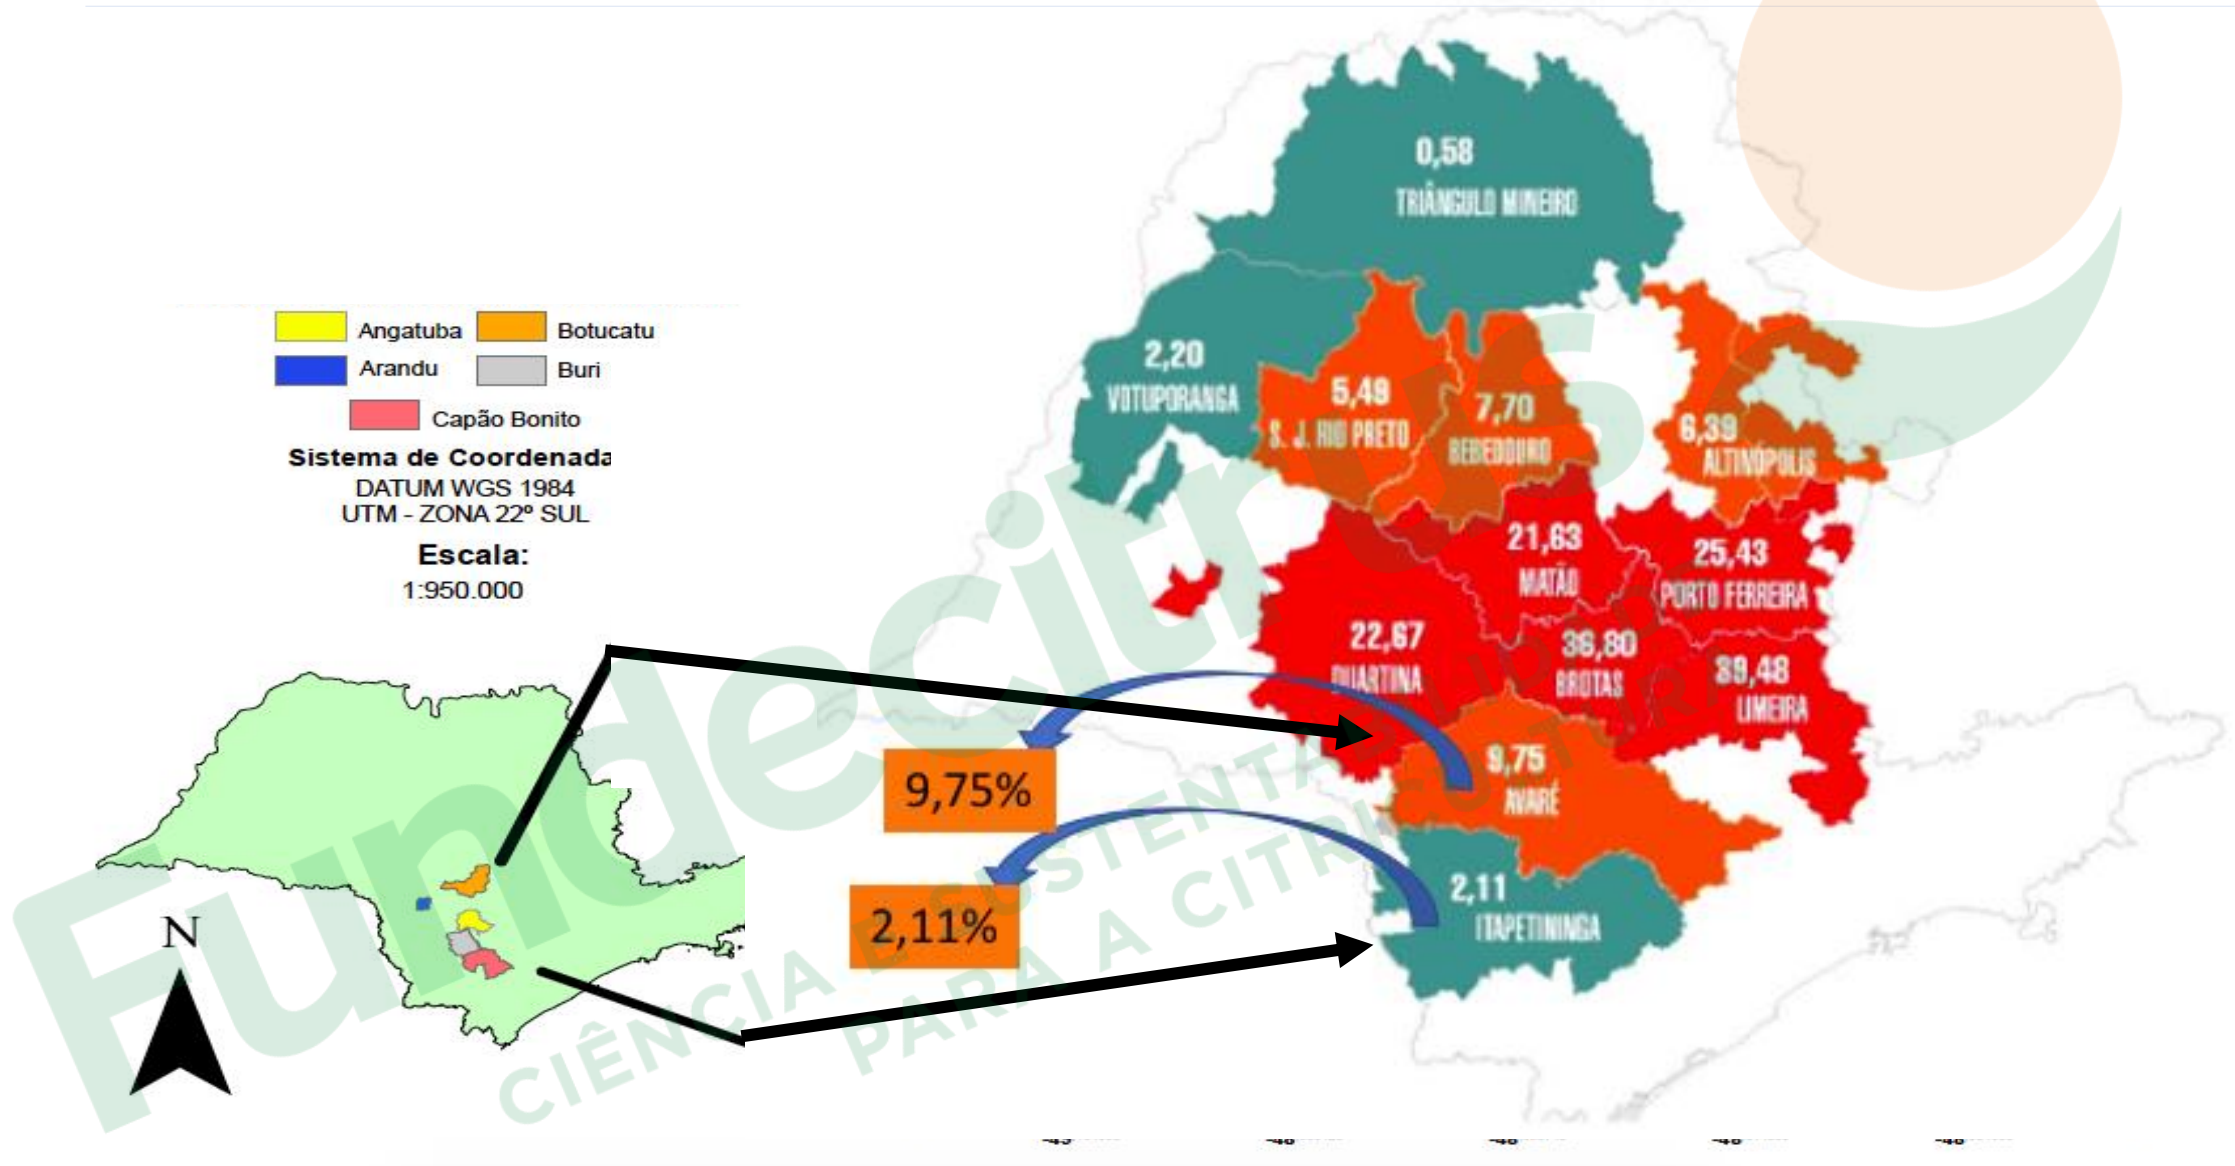 0,58
TRIÂNGULO MINEIRO
Angatuba
Botucatu
Arandu
Buri
Capão Bonito
Sistema de Coordenada
DATUM WGS 1984
UTM - ZONA 22º SUL
Escala:
1:950.000
N
2,20
VOTUPORANGA
5,49
S. J. RIO PRETO
7,70
BEBEDOURO
6,39
ALTINÓPOLIS
21,63
MATÃO
25,43
PORTO FERREIRA
22,67
DUARTINA
36,80
BROTAS
39,48
LIMEIRA
9,75%
9,75
AVARÉ
2,11%
2,11
ITAPETININGA
Fundecitrus
CIÊNCIA E SUSTENTABILIDADE
PARA A CITRICULTURA